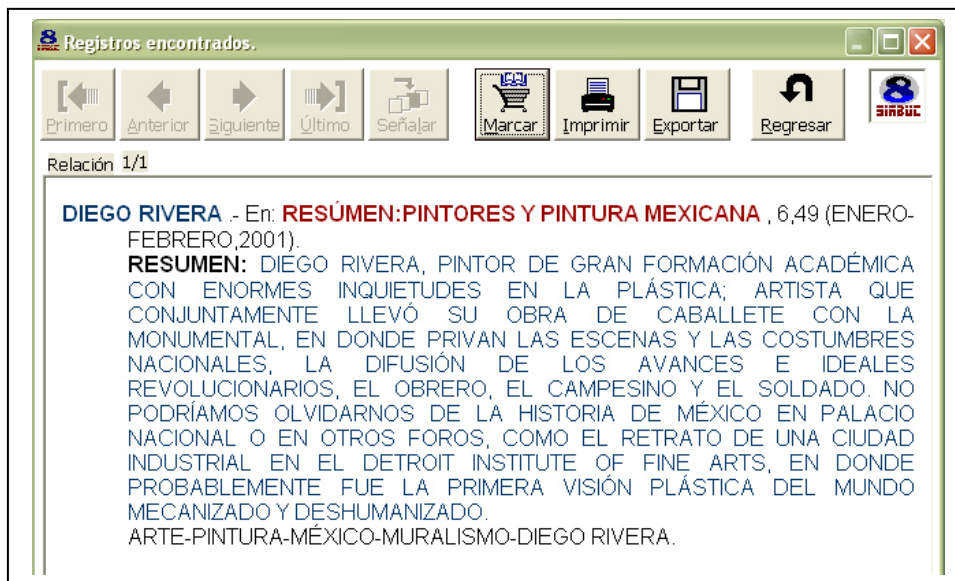 Registros encontrados.
Primero Anterior Siguiente Último Señalar Marcar Imprimir Exportar Regresar
8 SIABUC
Relación 1/1
DIEGO RIVERA .- En: RESÚMEN:PINTORES Y PINTURA MEXICANA , 6,49 (ENERO-
FEBRERO,2001).
RESUMEN: DIEGO RIVERA, PINTOR DE GRAN FORMACIÓN ACADÉMICA
CON ENORMES INQUIETUDES EN LA PLÁSTICA; ARTISTA QUE
CONJUNTAMENTE LLEVÓ SU OBRA DE CABALLETE CON LA
MONUMENTAL, EN DONDE PRIVAN LAS ESCENAS Y LAS COSTUMBRES
NACIONALES, LA DIFUSIÓN DE LOS AVANCES E IDEALES
REVOLUCIONARIOS, EL OBRERO, EL CAMPESINO Y EL SOLDADO. NO
PODRÍAMOS OLVIDARNOS DE LA HISTORIA DE MÉXICO EN PALACIO
NACIONAL O EN OTROS FOROS, COMO EL RETRATO DE UNA CIUDAD
INDUSTRIAL EN EL DETROIT INSTITUTE OF FINE ARTS, EN DONDE
PROBABLEMENTE FUE LA PRIMERA VISIÓN PLÁSTICA DEL MUNDO
MECANIZADO Y DESHUMANIZADO.
ARTE-PINTURA-MÉXICO-MURALISMO-DIEGO RIVERA.